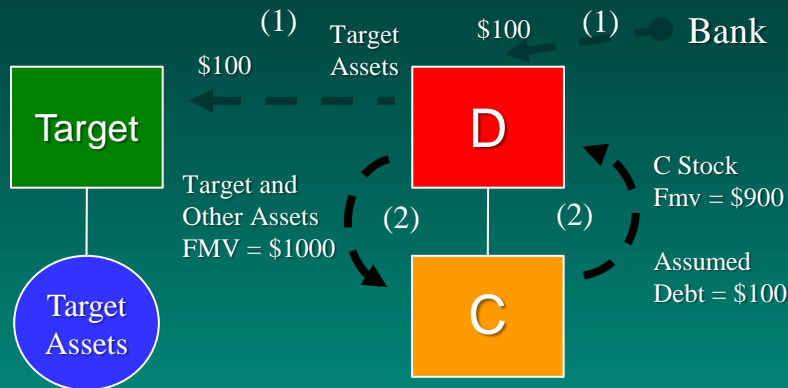 (1)
Target
Assets
$100
(1)
Bank
$100
Target
D
Target and
Other Assets
FMV = $1000
(2)
(2)
C Stock
Fmv = $900
Assumed
Debt = $100
Target
Assets
C